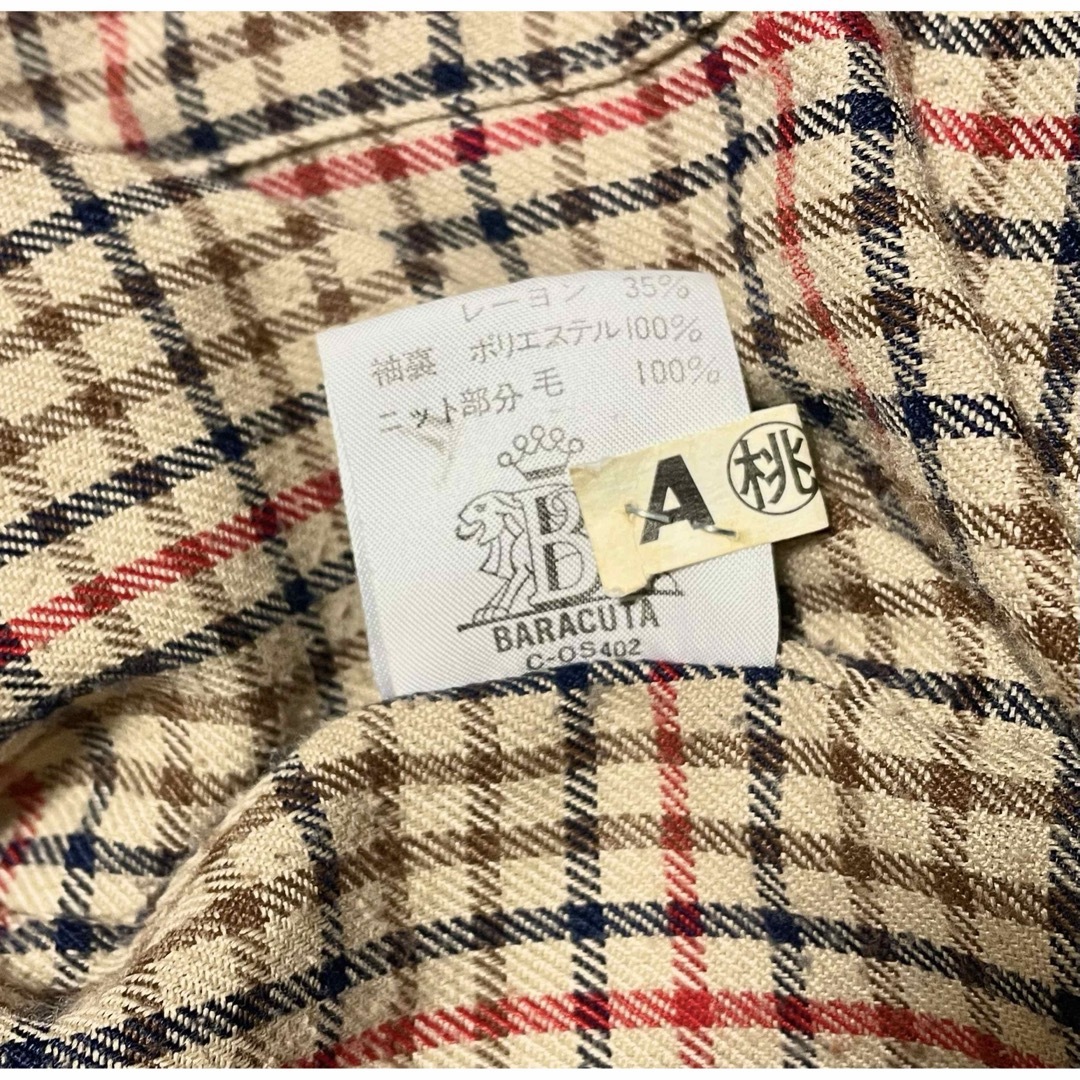 レーヨン 35%
袖裏 ポリエステル100%
ニット部分 毛 100%
B
A 桃
BARACUTA
C-OS402